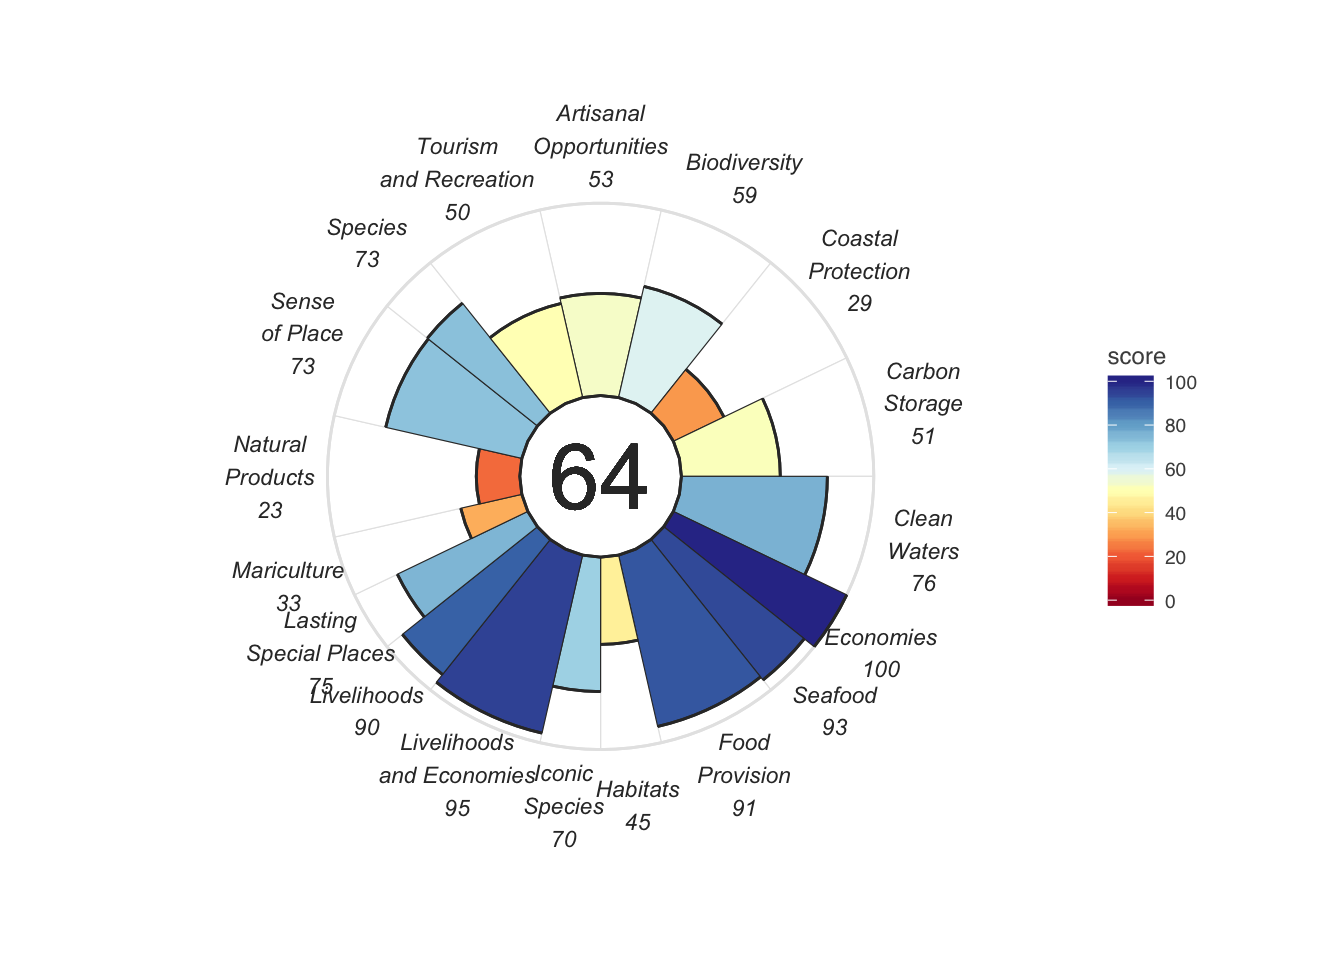 Artisanal
Opportunities
53
Biodiversity
59
Coastal
Protection
29
Carbon
Storage
51
Clean
Waters
76
Economies
100
Seafood
93
Food
Provision
91
Habitats
45
Iconic
Species
70
Livelihoods
and Economies
95
Livelihoods
90
Lasting
Special Places
75
Mariculture
33
Natural
Products
23
Sense
of Place
73
Species
73
Tourism
and Recreation
50
64
score
100
80
60
40
20
0